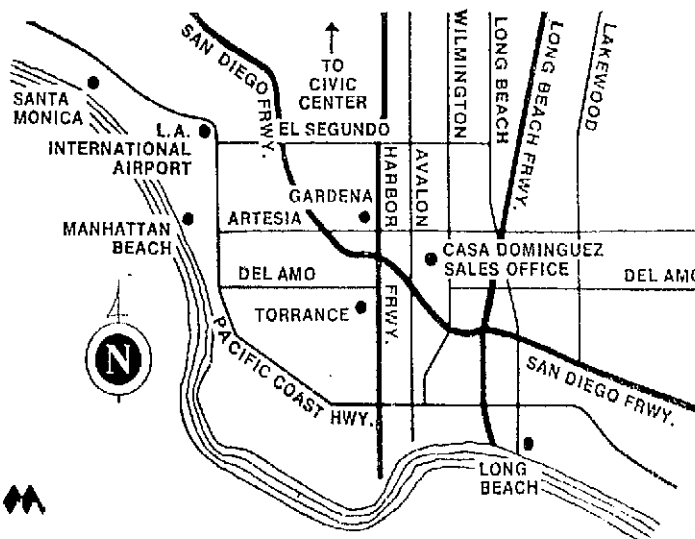 SAN DIEGO FRWY.
↑
TO
CIVIC
CENTER
WILMINGTON
LONG BEACH
LONG BEACH FRWY.
LAKEWOOD
SANTA
MONICA
L.A.
INTERNATIONAL
AIRPORT
EL SEGUNDO
HARBOR FRWY.
AVALON
GARDENA
MANHATTAN
BEACH
ARTESIA
CASA DOMINGUEZ
SALES OFFICE
DEL AMO
DEL AMO
TORRANCE
N
PACIFIC COAST HWY.
SAN DIEGO FRWY.
LONG
BEACH